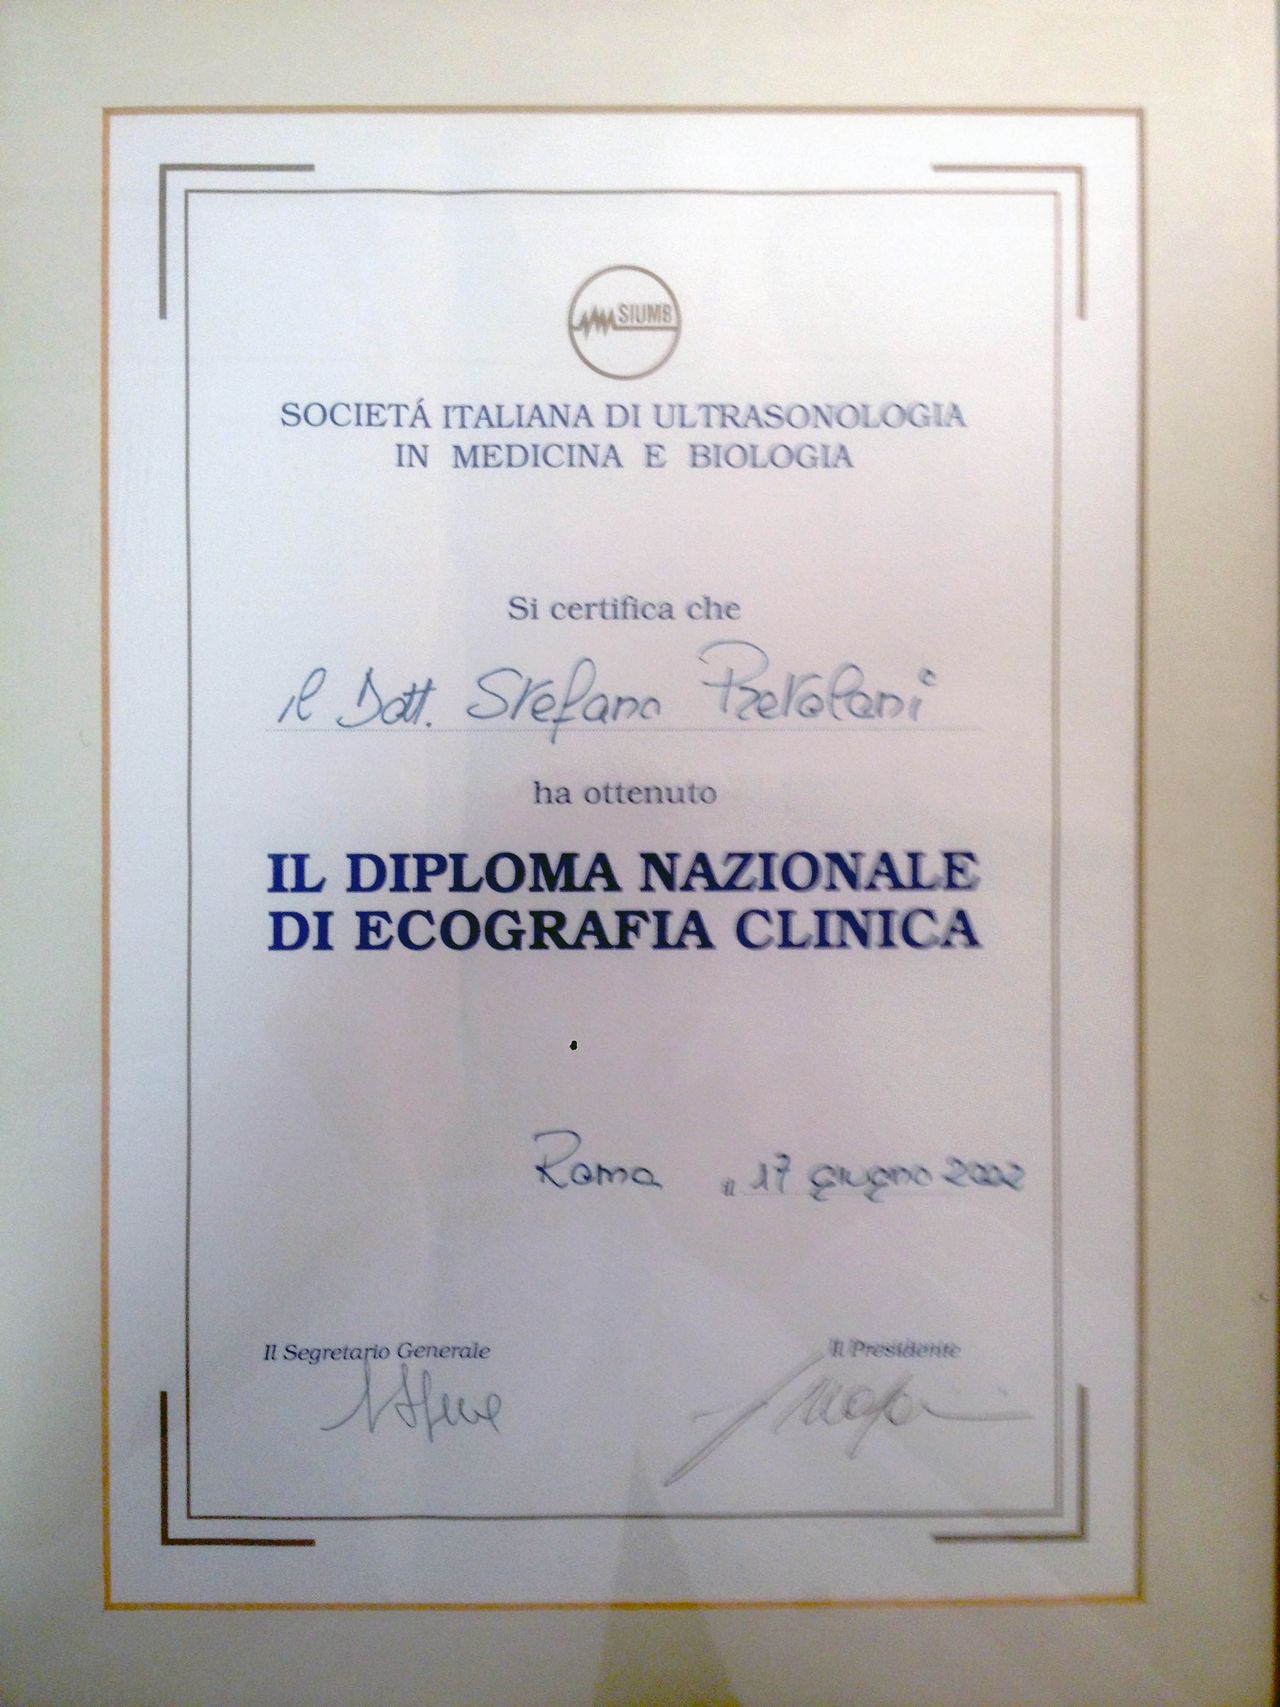 SIUMB
SOCIETÁ ITALIANA DI ULTRASONOLOGIA
IN MEDICINA E BIOLOGIA
Si certifica che
il Dott. Stefano Bertolani
ha ottenuto
IL DIPLOMA NAZIONALE
DI ECOGRAFIA CLINICA
Roma il 17 giugno 2002
Il Segretario Generale Il Presidente